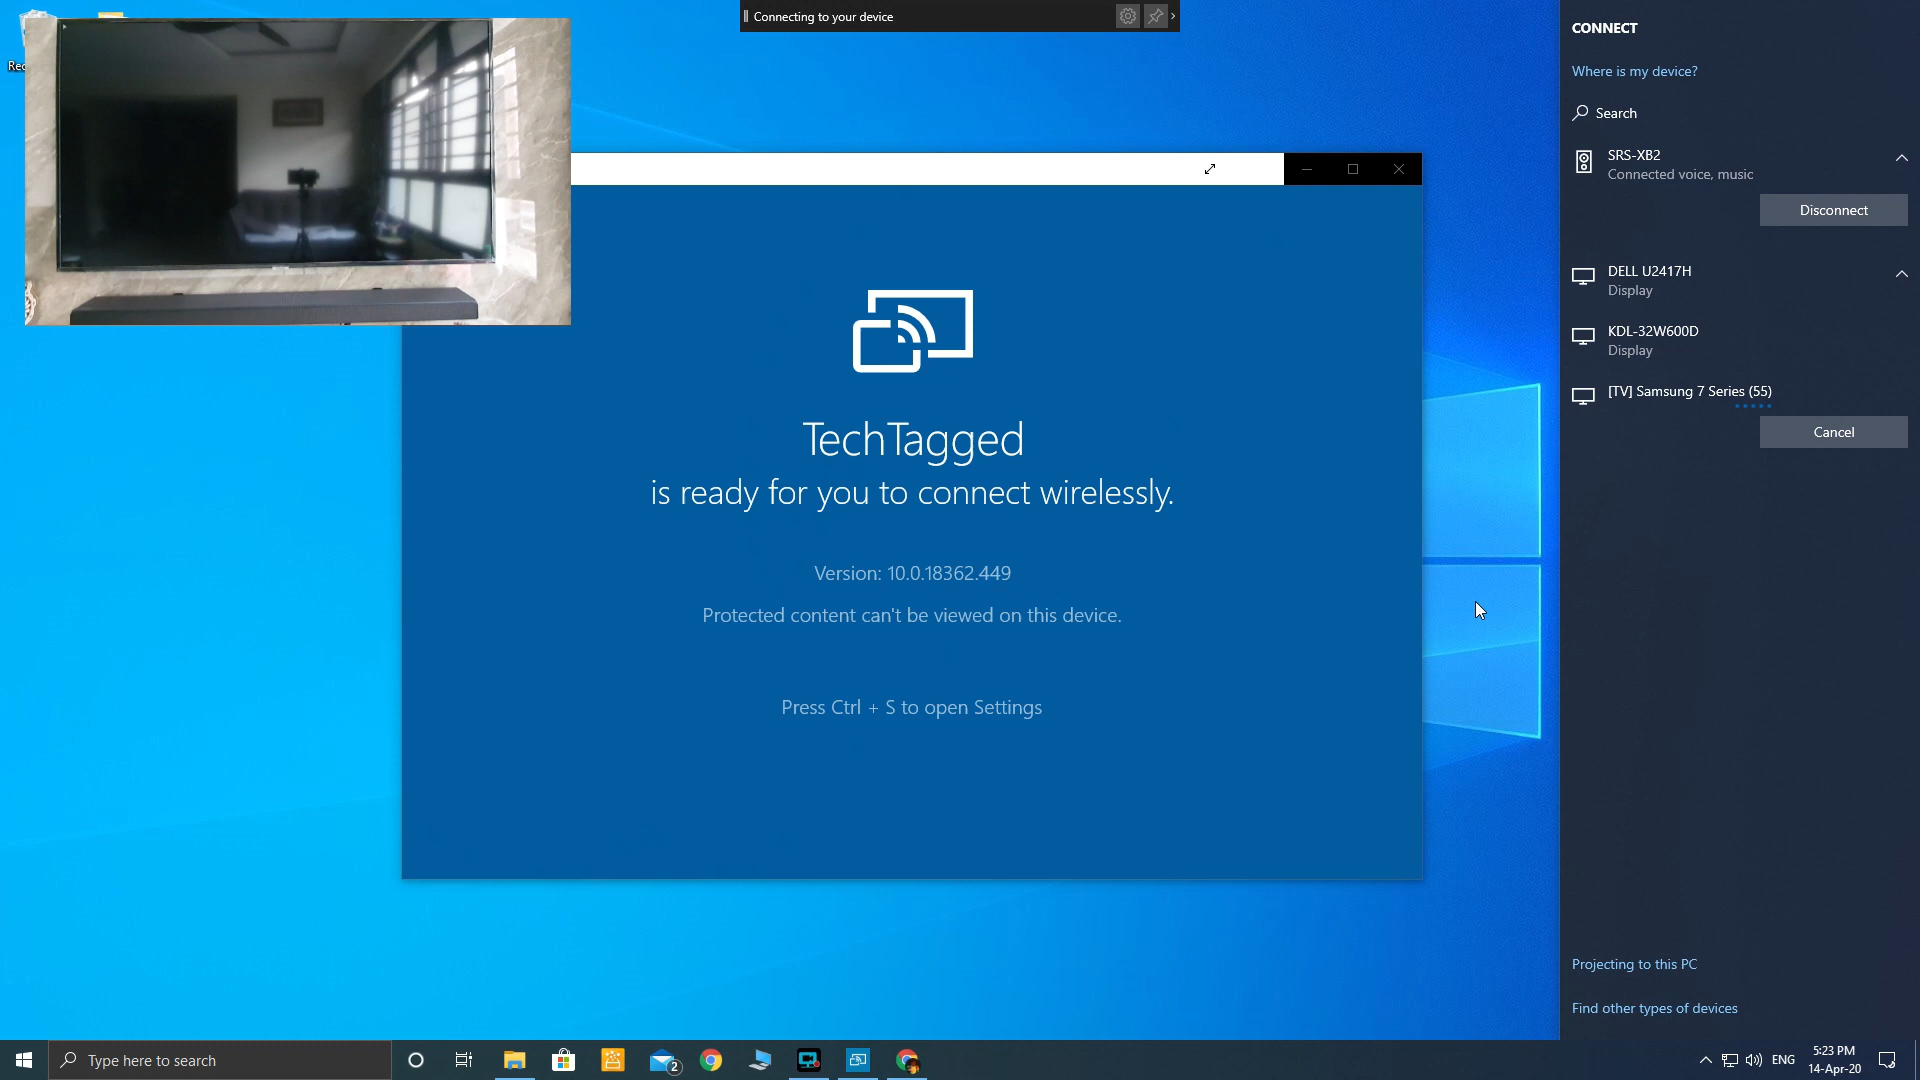 Connecting to your device
CONNECT
Where is my device?
Search
SRS-XB2
Connected voice, music
Disconnect
DELL U2417H
Display
KDL-32W600D
Display
[TV] Samsung 7 Series (55)
Cancel
TechTagged
is ready for you to connect wirelessly.
Version: 10.0.18362.449
Protected content can't be viewed on this device.
Press Ctrl + S to open Settings
Projecting to this PC
Find other types of devices
Type here to search
2
ENG
5:23 PM
14-Apr-20